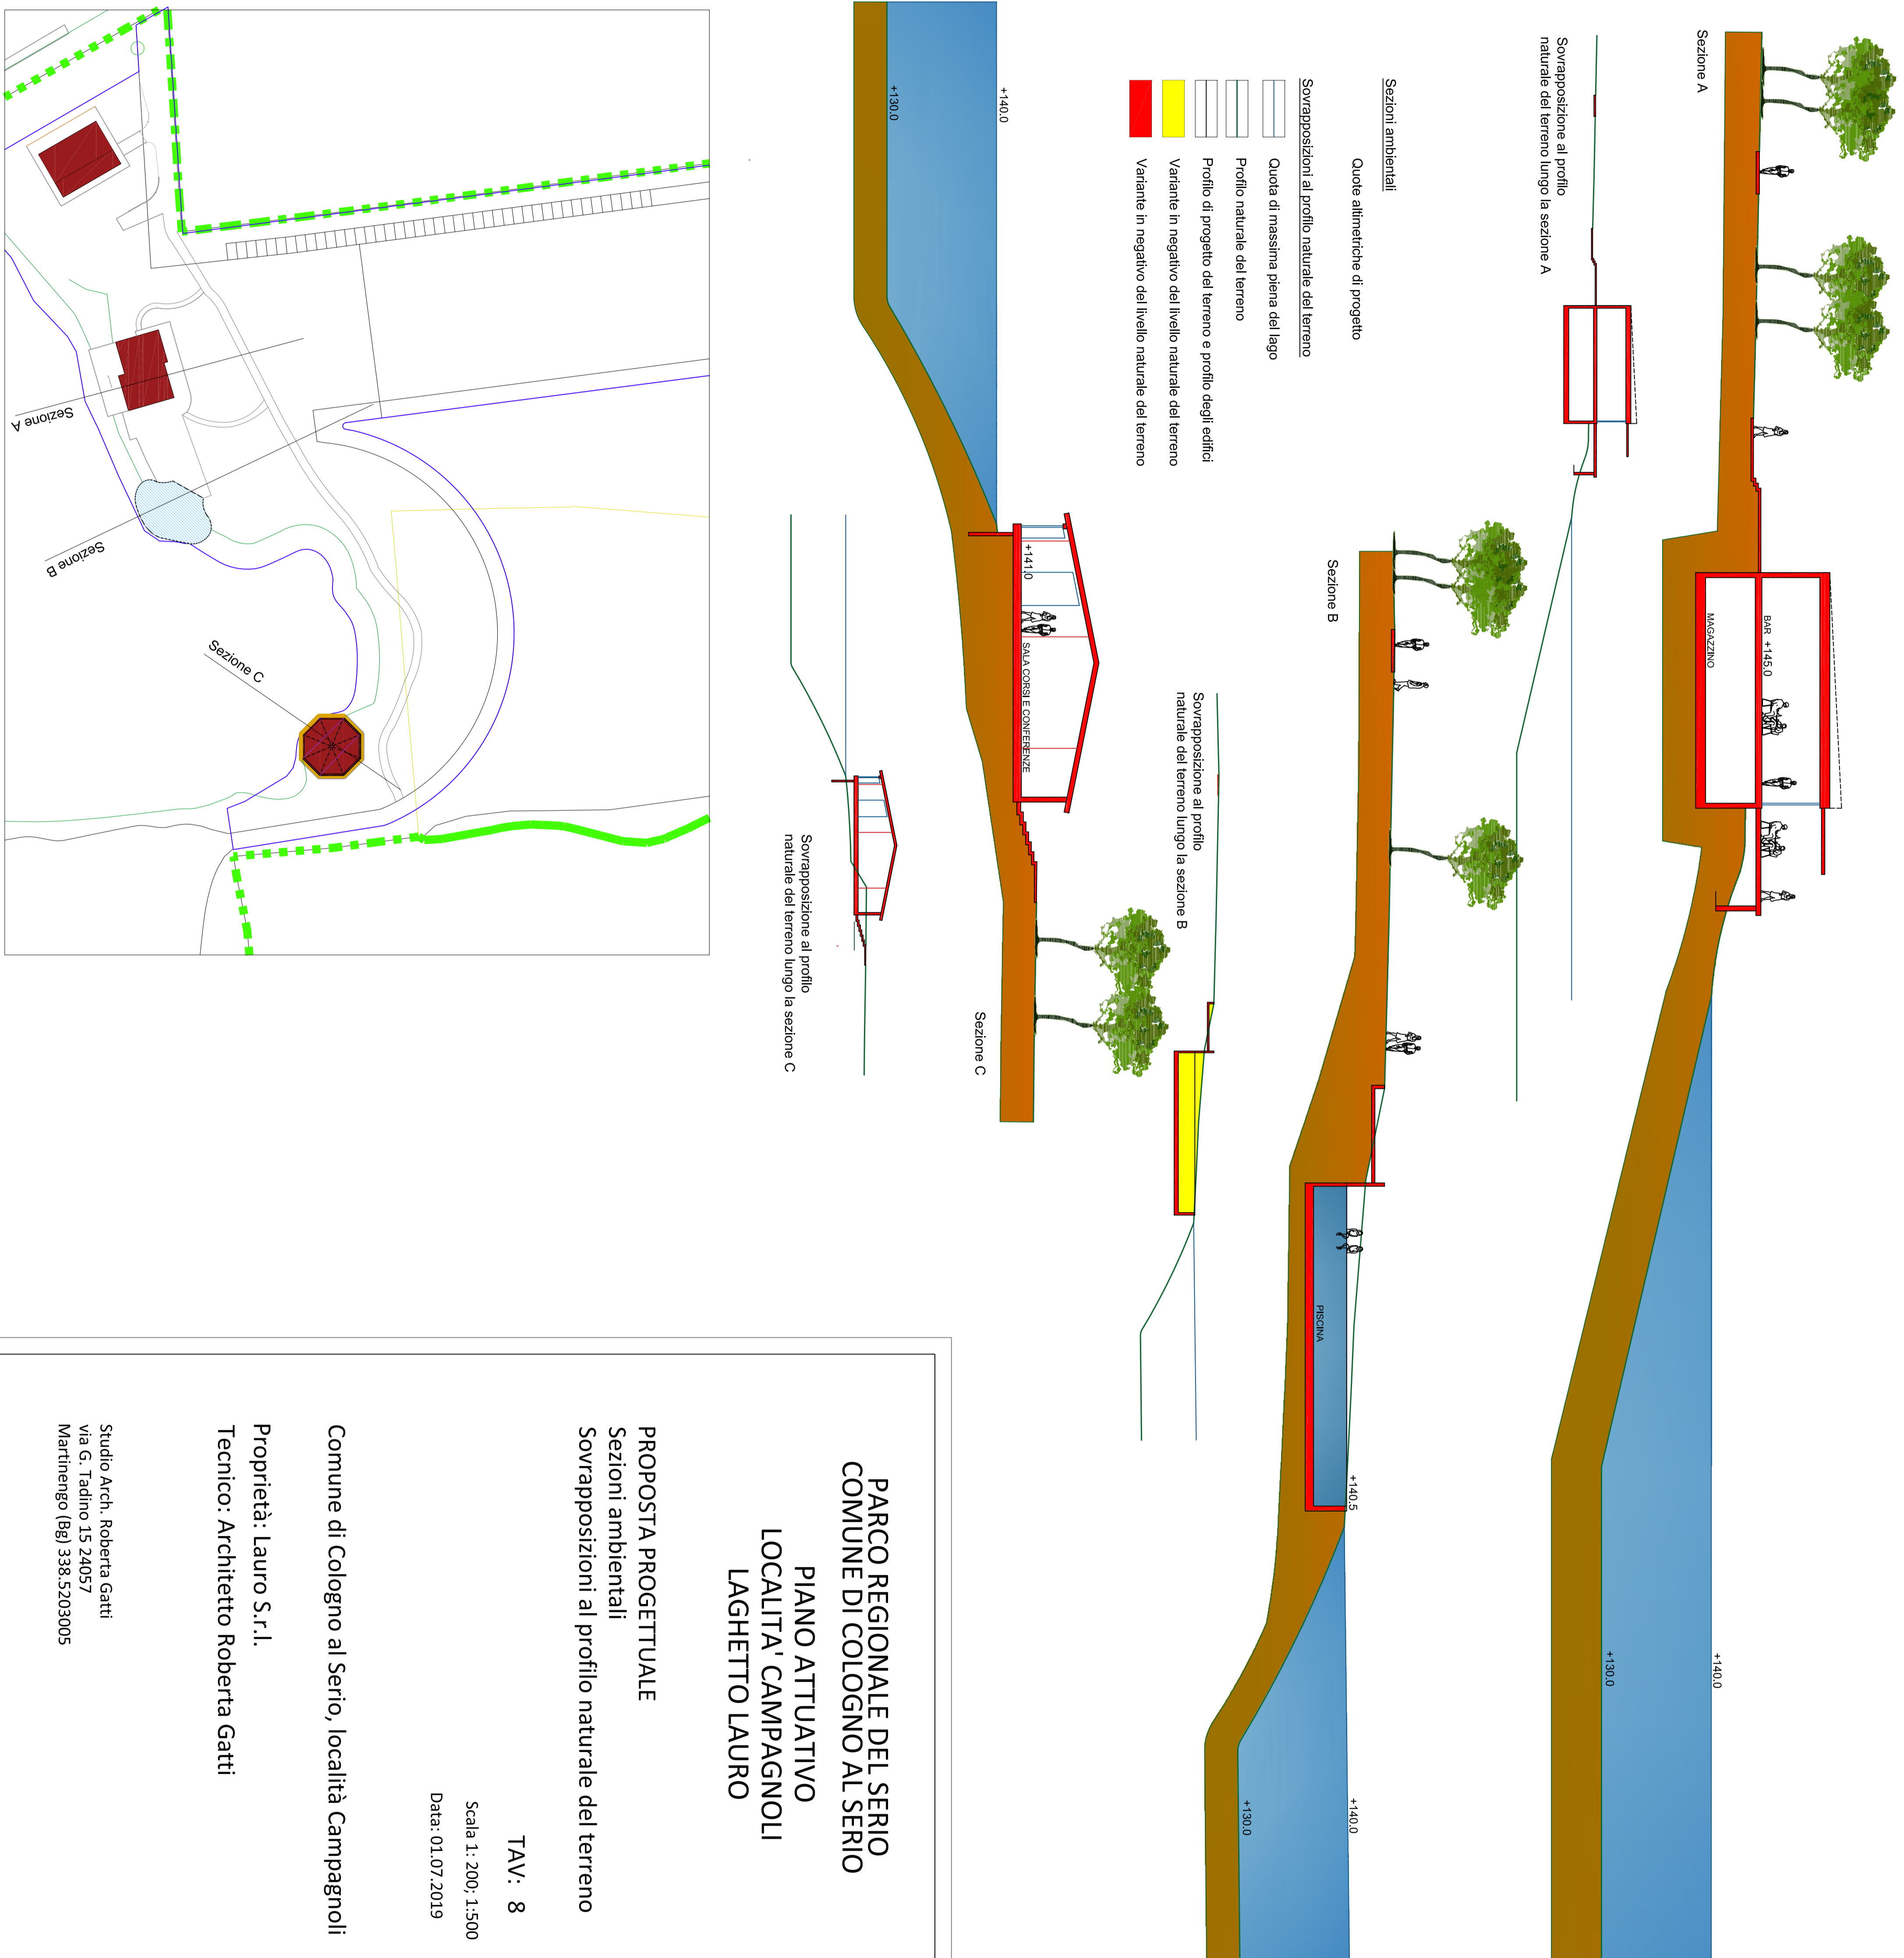 Sezione A
BAR +145.0
MAGAZZINO
+140.0
+130.0
Sovrapposizione al profilo
naturale del terreno lungo la sezione A
Sezioni ambientali
Quote altimetriche di progetto
Sovrapposizioni al profilo naturale del terreno
Quota di massima piena del lago
Profilo naturale del terreno
Profilo di progetto del terreno e profilo degli edifici
Variante in negativo del livello naturale del terreno
Variante in negativo del livello naturale del terreno
Sezione B
PISCINA
+140.5
+140.0
+130.0
Sovrapposizione al profilo
naturale del terreno lungo la sezione B
+140.0
+130.0
+141.0
SALA CORSI E CONFERENZE
Sezione C
Sovrapposizione al profilo
naturale del terreno lungo la sezione C
Sezione A
Sezione B
Sezione C
PARCO REGIONALE DEL SERIO
COMUNE DI COLOGNO AL SERIO
PIANO ATTUATIVO
LOCALITA' CAMPAGNOLI
LAGHETTO LAURO
PROPOSTA PROGETTUALE
Sezioni ambientali
Sovrapposizioni al profilo naturale del terreno
TAV: 8
Scala 1: 200; 1:500
Data: 01.07.2019
Comune di Cologno al Serio, località Campagnoli
Proprietà: Lauro S.r.l.
Tecnico: Architetto Roberta Gatti
Studio Arch. Roberta Gatti
via G. Tadino 15 24057
Martinengo (Bg) 338.5203005